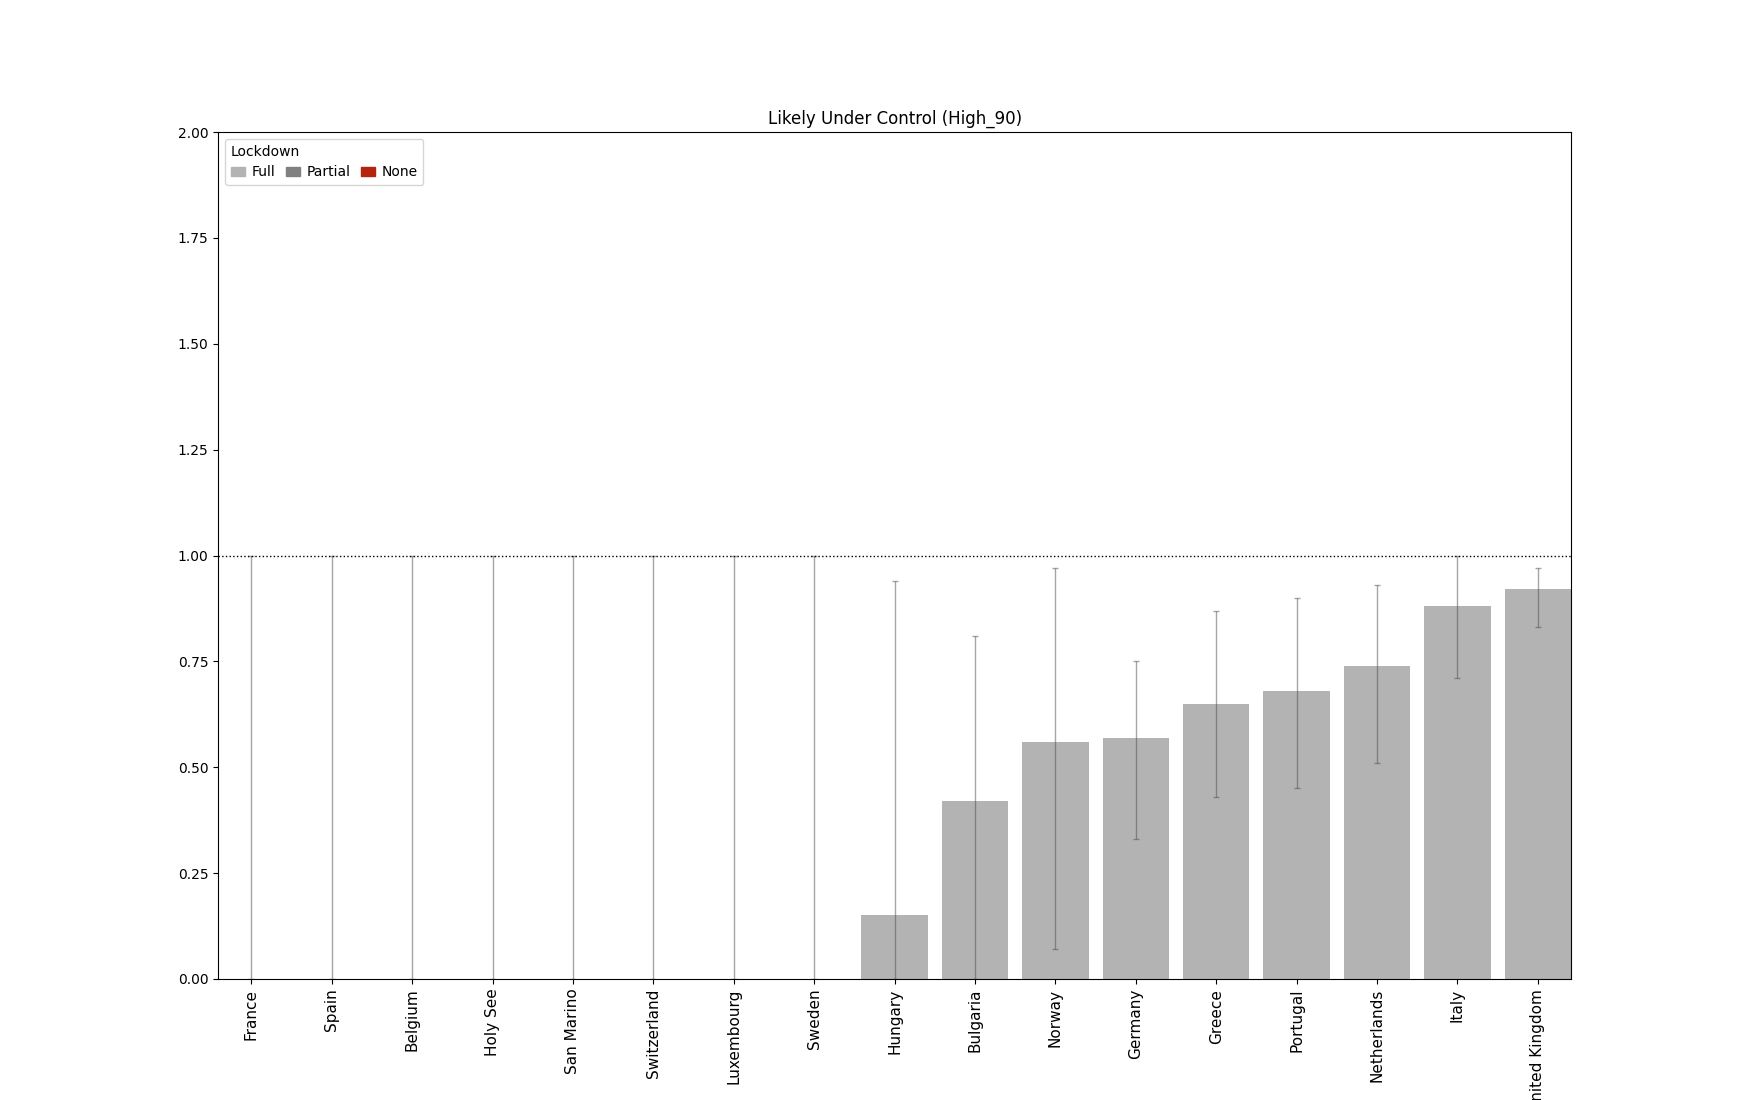 Likely Under Control (High_90)
Lockdown
Full Partial None
2.00
1.75
1.50
1.25
1.00
0.75
0.50
0.25
0.00
France
Spain
Belgium
Holy See
San Marino
Switzerland
Luxembourg
Sweden
Hungary
Bulgaria
Norway
Germany
Greece
Portugal
Netherlands
Italy
nited Kingdom